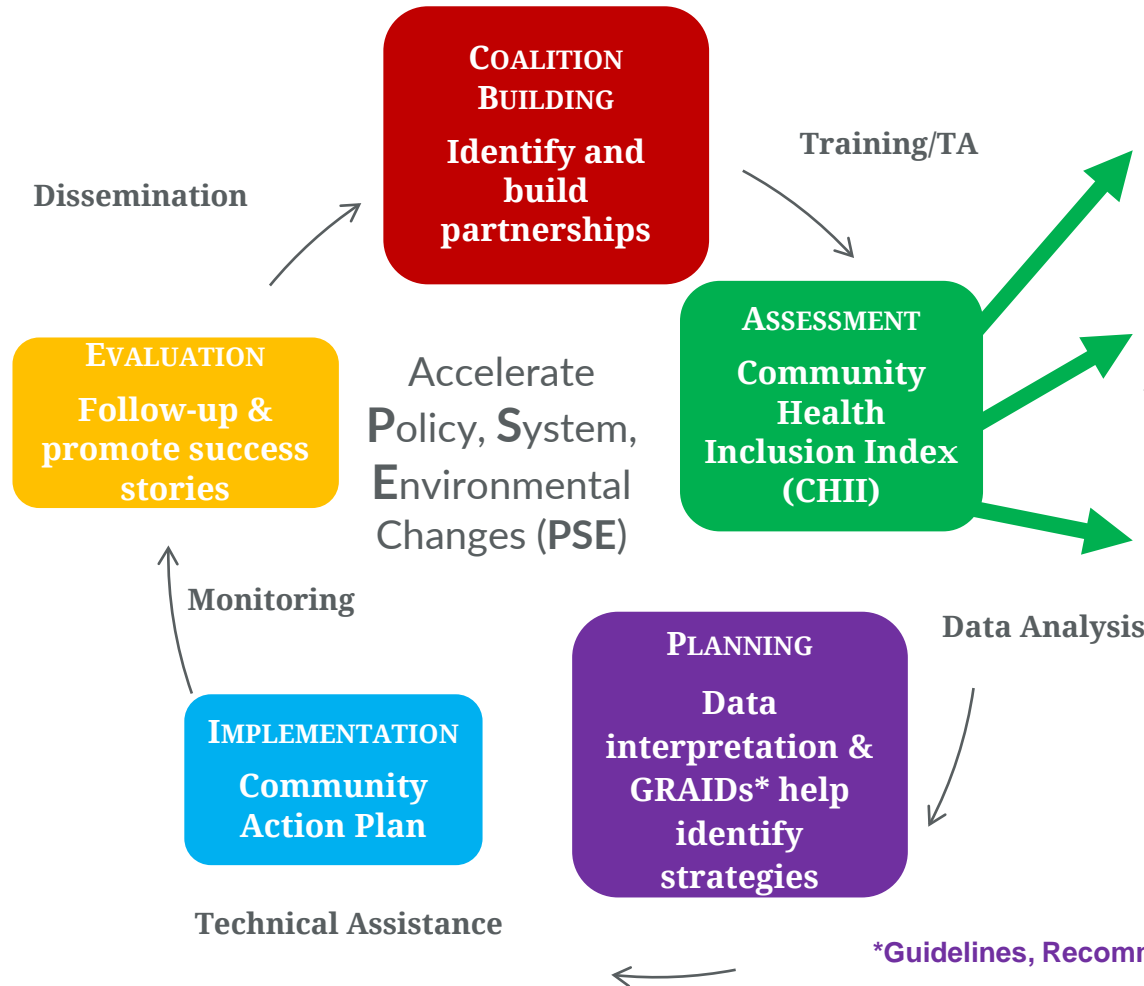 COALITION
BUILDING
Identify and
build
partnerships
Training/TA
Dissemination
ASSESSMENT
Community
Health
Inclusion Index
(CHII)
EVALUATION
Follow-up &
promote success
stories
Accelerate
Policy, System,
Environmental
Changes (PSE)
Monitoring
Data Analysis
PLANNING
Data
interpretation &
GRAIDs* help
identify
strategies
IMPLEMENTATION
Community
Action Plan
Technical Assistance
*Guidelines,